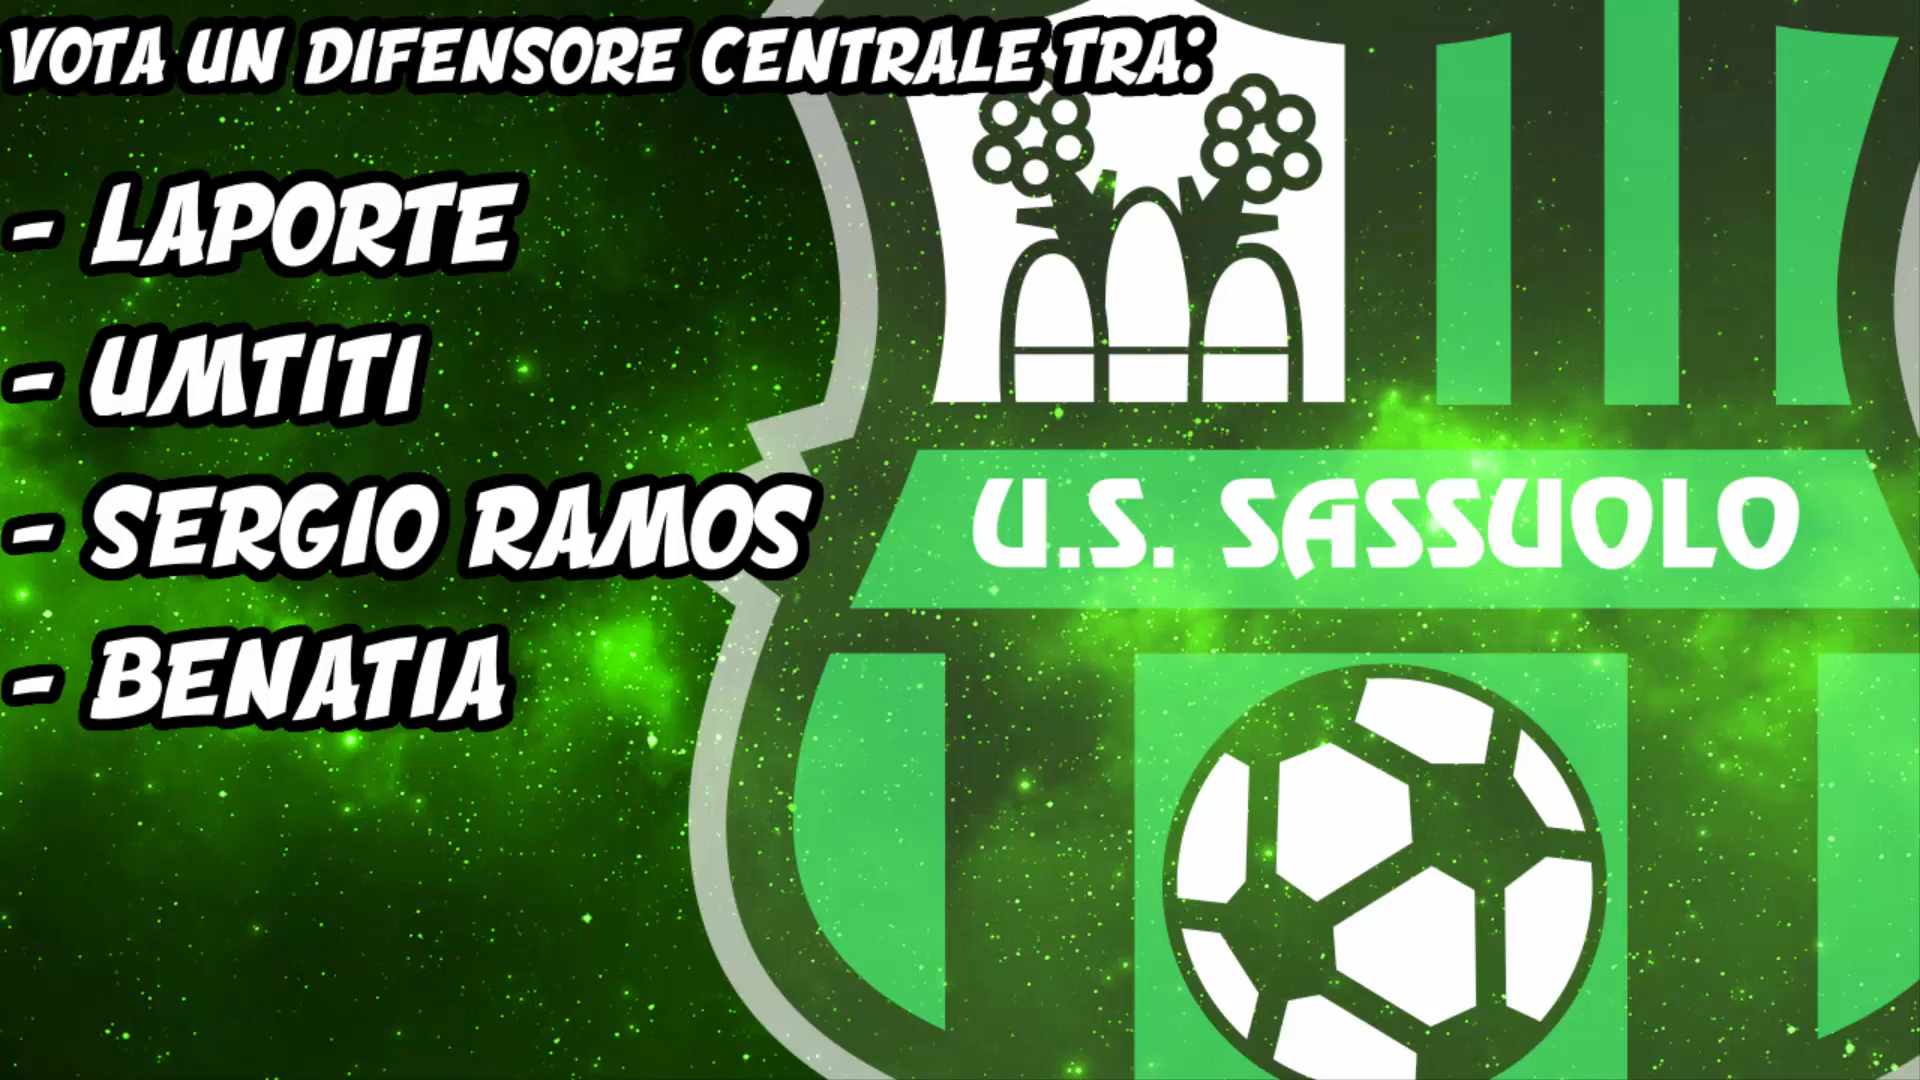 VOTA UN DIFENSORE CENTRALE TRA:
- LAPORTE
- UMTITI
- SERGIO RAMOS
- BENATIA
U.S. SASSUOLO